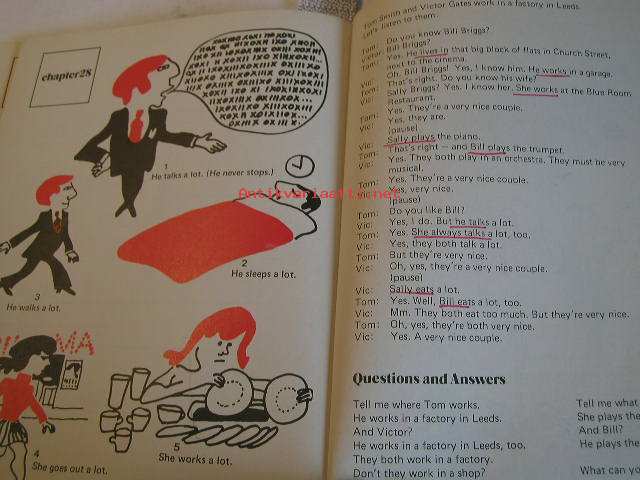 chapter 28
1
He talks a lot. (He never stops.)
2
He sleeps a lot.
3
He walks a lot.
4
She goes out a lot.
5
She works a lot.
Antikvariaatti.net
Tom Smith and Victor Gates work in a factory in Leeds.
Let's listen to them.
Tom: Do you know Bill Briggs?
Bill Briggs?
Yes. He lives in that big block of flats in Church Street,
next to the cinema.
Oh, Bill Briggs! Yes, I know him. He works in a garage.
That's right. Do you know his wife?
Sally Briggs? Yes, I know her. She works at the Blue Room
Restaurant.
Yes. They're a very nice couple.
Vic: Yes, they are.
(pause)
Vic: Sally plays the piano.
Tom: That's right — and Bill plays the trumpet.
Vic: Yes. They both play in an orchestra. They must be very
musical.
Tom: Yes. They're a very nice couple.
Vic: Yes, very nice.
(pause)
Tom: Do you like Bill?
Vic: Yes, I do. But he talks a lot.
Tom: Yes. She always talks a lot, too.
Vic: Yes, they both talk a lot.
Tom: But they're very nice.
Vic: Oh, yes, they're a very nice couple.
(pause)
Vic: Sally eats a lot.
Tom: Yes. Well, Bill eats a lot, too.
Vic: Mm. They both eat too much. But they're very nice.
Tom: Oh, yes, they're both very nice.
Vic: Yes. A very nice couple.
Questions and Answers
Tell me where Tom works.
He works in a factory in Leeds.
And Victor?
He works in a factory in Leeds, too.
They both work in a factory.
Don't they work in a shop?
Tell me what
She plays the
And Bill?
He plays the
What can you